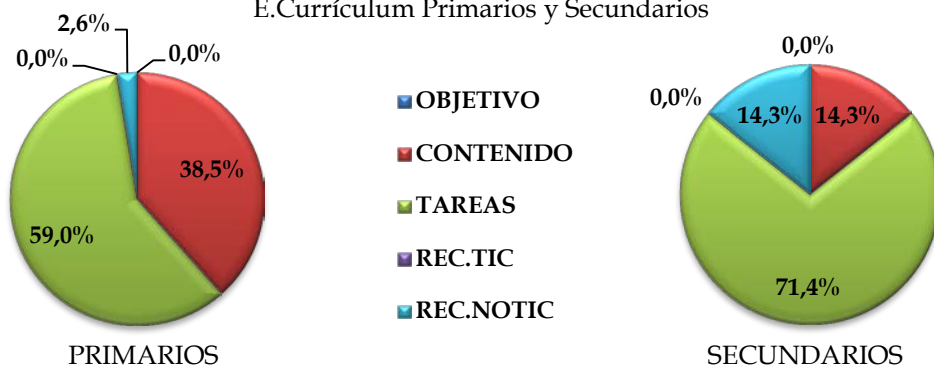 E.Currículum Primarios y Secundarios
2,6%
0,0%
0,0%
38,5%
59,0%
PRIMARIOS
OBJETIVO
CONTENIDO
TAREAS
REC.TIC
REC.NOTIC
0,0%
0,0%
14,3%
14,3%
71,4%
SECUNDARIOS